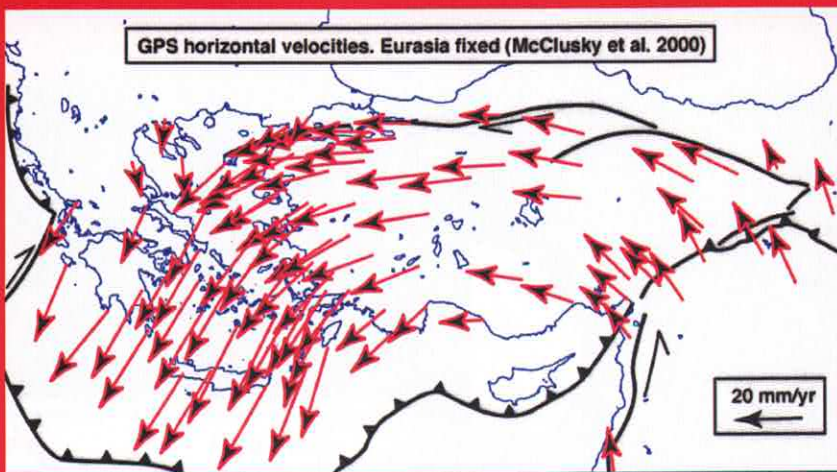 GPS horizontal velocities. Eurasia fixed (McClusky et al. 2000)
20 mm/yr